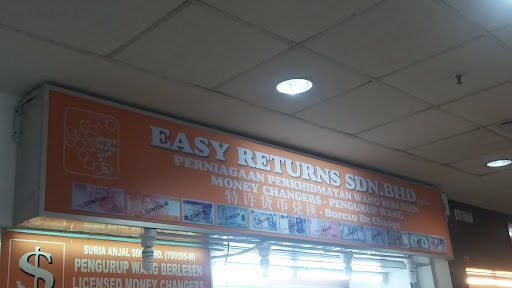 EASY RETURNS SDN.BHD
PERNIAGAAN PERKHIDMATAN WANG BERLESEN
MONEY CHANGERS - PENGURUP WANG
特许货币兑换 - Bureau De Change
SURIA ANJAL SDN. BHD. (700395-W)
PENGURUP WANG BERLESEN
LICENSED MONEY CHANGERS
$